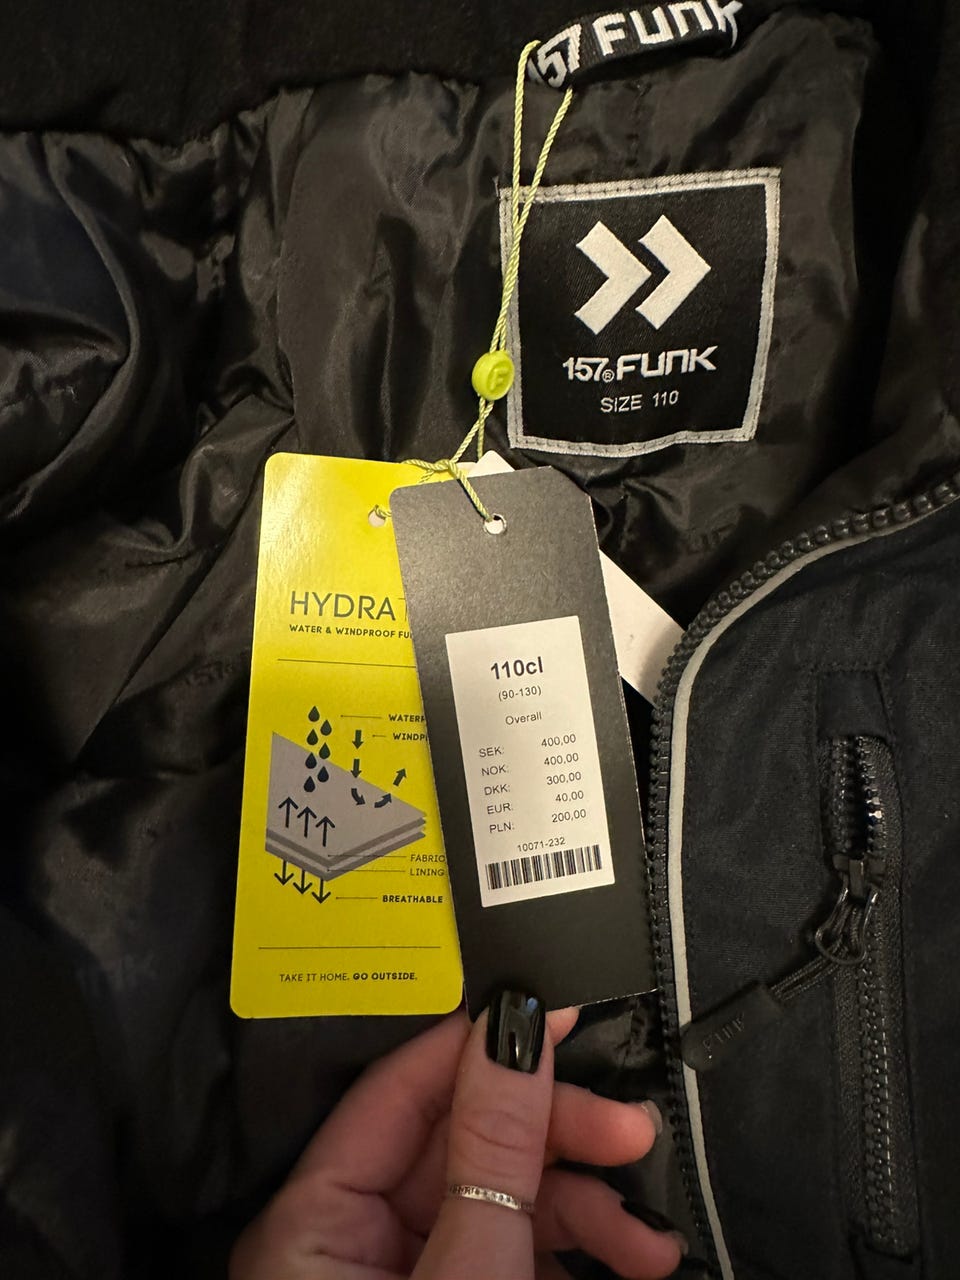 157 FUNK
157® FUNK
SIZE 110
HYDRA
WATER & WINDPROOF
WATERP
WINDP
FABRIC
LINING
BREATHABLE
TAKE IT HOME. GO OUTSIDE.
110cl
(90-130)
Overall
SEK: 400,00
NOK: 400,00
DKK: 300,00
EUR: 40,00
PLN: 200,00
10071-232